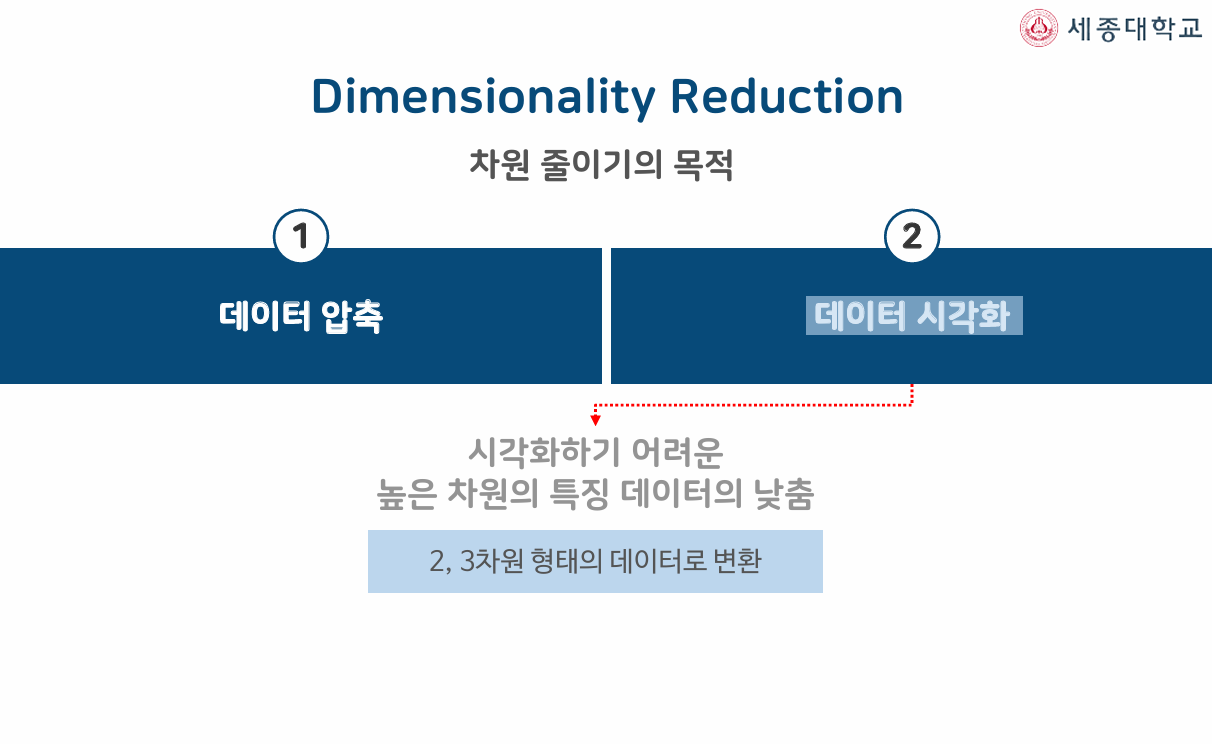 세종대학교
Dimensionality Reduction
차원 줄이기의 목적
1
2
데이터 압축
데이터 시각화
시각화하기 어려운
높은 차원의 특징 데이터의 낮춤
2, 3차원 형태의 데이터로 변환